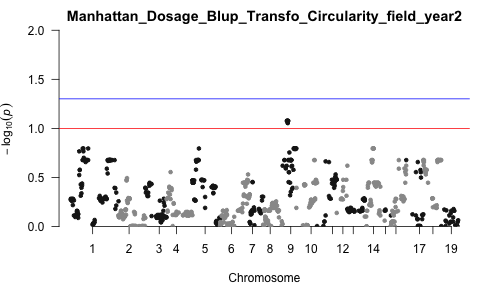 Manhattan_Dosage_Blup_Transfo_Circularity_field_year2
2.0
1.5
1.0
0.5
0.0
− log10(p)
1 2 3 4 5 6 7 8 9 10 12 14 17 19
Chromosome